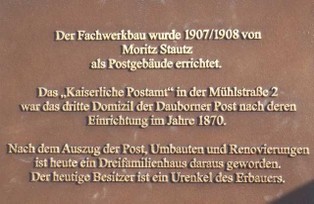 Der Fachwerkbau wurde 1907/1908 von
Moritz Stautz
als Postgebäude errichtet.
Das „Kaiserliche Postamt" in der Mühlstraße 2
war das dritte Domizil der Dauborner Post nach deren
Einrichtung im Jahre 1870.
Nach dem Auszug der Post, Umbauten und Renovierungen
ist heute ein Dreifamilienhaus daraus geworden.
Der heutige Besitzer ist ein Urenkel des Erbauers.